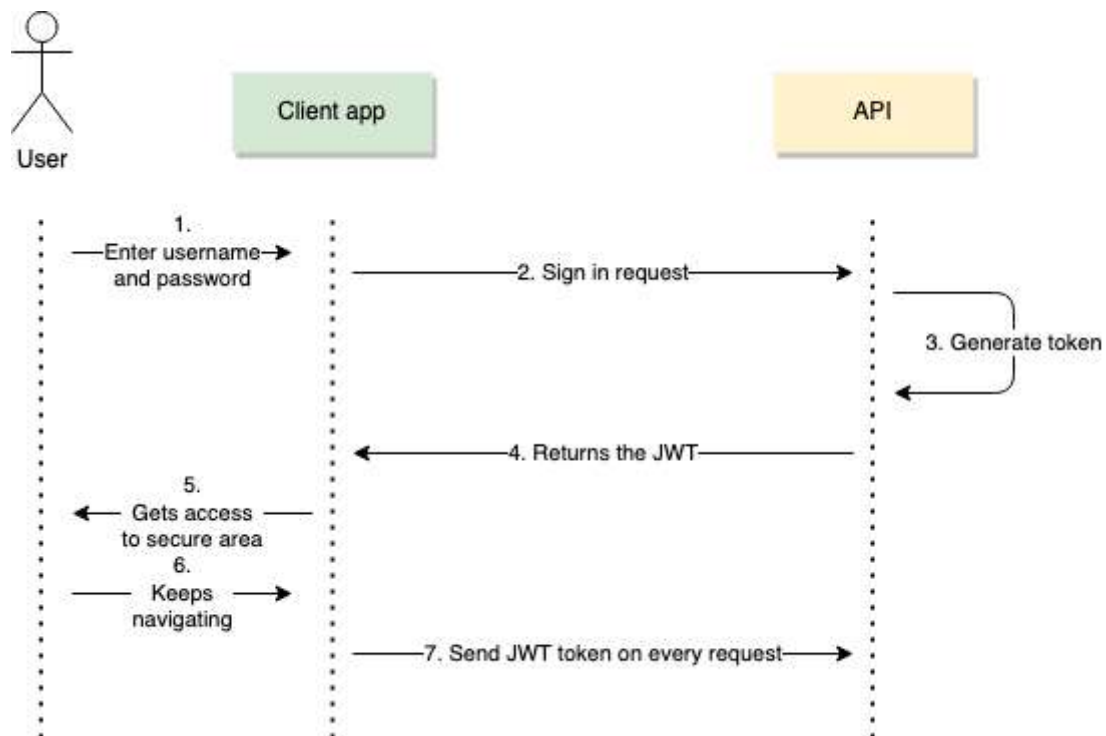 Client app
API
User
1.
Enter username
and password
2. Sign in request
3. Generate token
4. Returns the JWT
5.
Gets access
to secure area
6.
Keeps
navigating
7. Send JWT token on every request